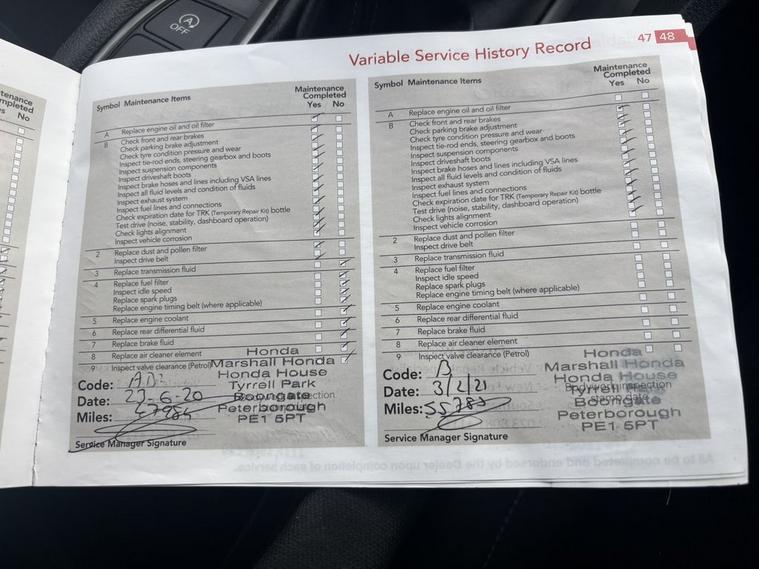 A
OFF
Variable Service History Record
47 48
tenance
mpleted
s No
Symbol Maintenance Items
Maintenance
Completed
Yes No
A Replace engine oil and oil filter
B Check front and rear brakes
Check parking brake adjustment
Check tyre condition pressure and wear
Inspect tie-rod ends, steering gearbox and boots
Inspect suspension components
Inspect driveshaft boots
Inspect brake hoses and lines including VSA lines
Inspect all fluid levels and condition of fluids
Inspect exhaust system
Inspect fuel lines and connections
Check expiration date for TRK (Temporary Repair Kit) bottle
Test drive (noise, stability, dashboard operation)
Check lights alignment
Inspect vehicle corrosion
2 Replace dust and pollen filter
Inspect drive belt
3 Replace transmission fluid
4 Replace fuel filter
Inspect idle speed
Replace spark plugs
Replace engine timing belt (where applicable)
5 Replace engine coolant
6 Replace rear differential fluid
7 Replace brake fluid
8 Replace air cleaner element
9 Inspect valve clearance (Petrol)
Code:
Date: 27-6-20
Miles:
Honda
Marshall Honda
Honda House
Tyrrell Park
Boongate
Peterborough
PE1 5PT
Service Manager Signature
Symbol Maintenance Items
Maintenance
Completed
Yes No
A Replace engine oil and oil filter
B Check front and rear brakes
Check parking brake adjustment
Check tyre condition pressure and wear
Inspect tie-rod ends, steering gearbox and boots
Inspect suspension components
Inspect driveshaft boots
Inspect brake hoses and lines including VSA lines
Inspect all fluid levels and condition of fluids
Inspect exhaust system
Inspect fuel lines and connections
Check expiration date for TRK (Temporary Repair Kit) bottle
Test drive (noise, stability, dashboard operation)
Check lights alignment
Inspect vehicle corrosion
2 Replace dust and pollen filter
Inspect drive belt
3 Replace transmission fluid
4 Replace fuel filter
Inspect idle speed
Replace spark plugs
Replace engine timing belt (where applicable)
5 Replace engine coolant
6 Replace rear differential fluid
7 Replace brake fluid
8 Replace air cleaner element
9 Inspect valve clearance (Petrol)
Code: B
Date: 3/2/21
Miles: 55783
Honda
Marshall Honda
Honda House
Tyrrell Park
Boongate
Peterborough
PE1 5PT
Service Manager Signature